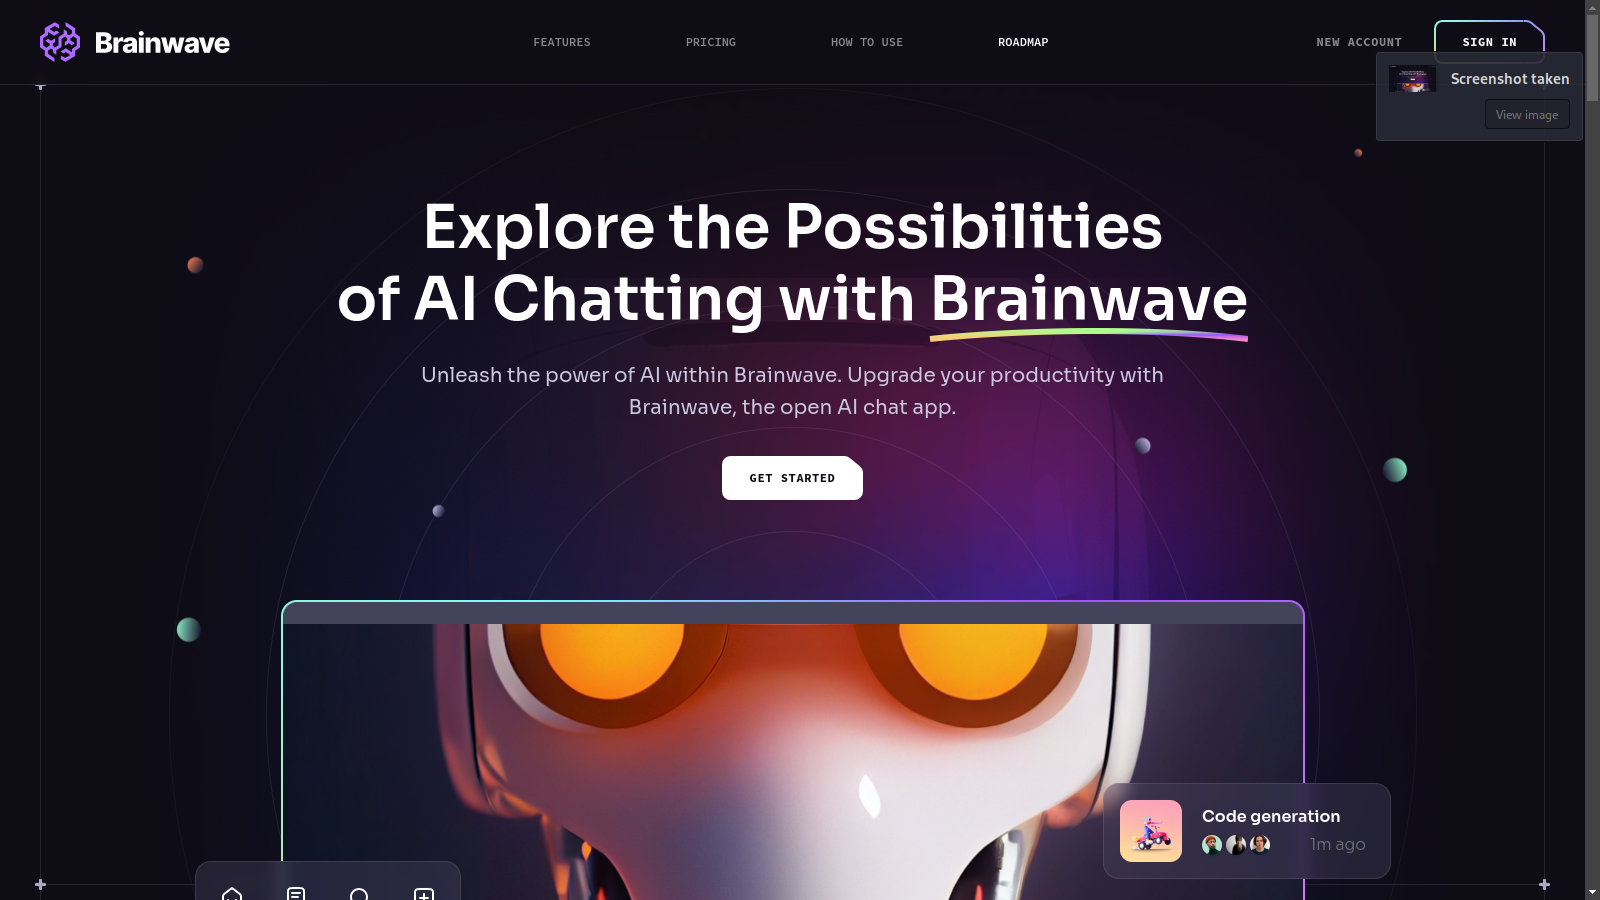 Brainwave
FEATURES
PRICING
HOW TO USE
ROADMAP
NEW ACCOUNT
SIGN IN
Screenshot taken
View image
Explore the Possibilities
of AI Chatting with Brainwave
Unleash the power of AI within Brainwave. Upgrade your productivity with
Brainwave, the open AI chat app.
GET STARTED
Code generation
1m ago